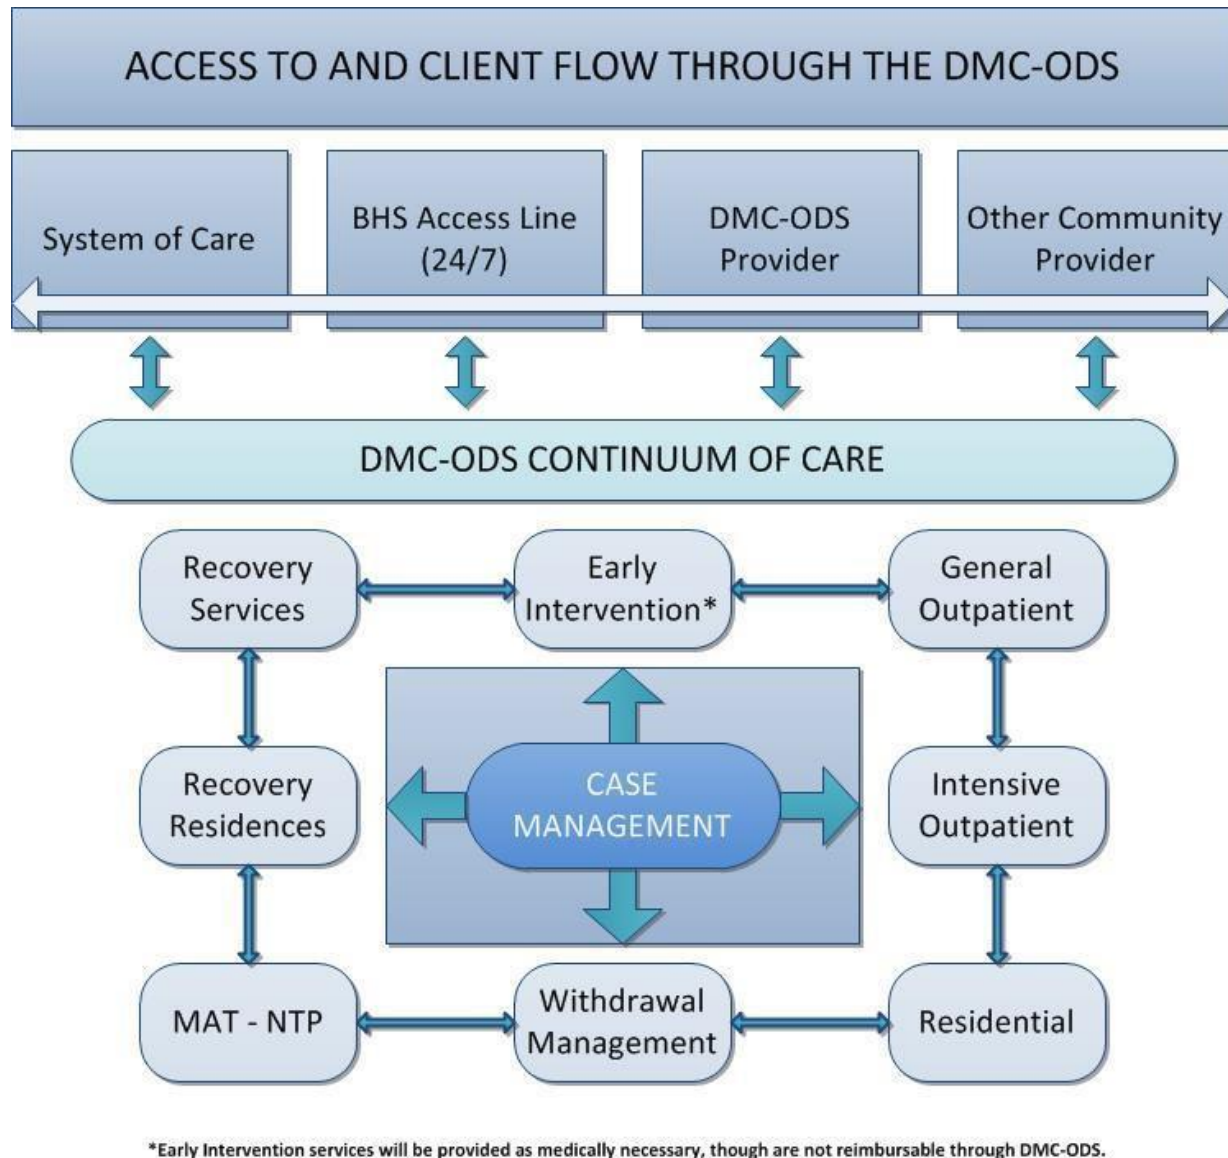 ACCESS TO AND CLIENT FLOW THROUGH THE DMC-ODS
System of Care
BHS Access Line
(24/7)
DMC-ODS
Provider
Other Community
Provider
DMC-ODS CONTINUUM OF CARE
Recovery
Services
Early
Intervention*
General
Outpatient
Recovery
Residences
CASE
MANAGEMENT
Intensive
Outpatient
MAT - NTP
Withdrawal
Management
Residential
*Early Intervention services will be provided as medically necessary, though are not reimbursable through DMC-ODS.